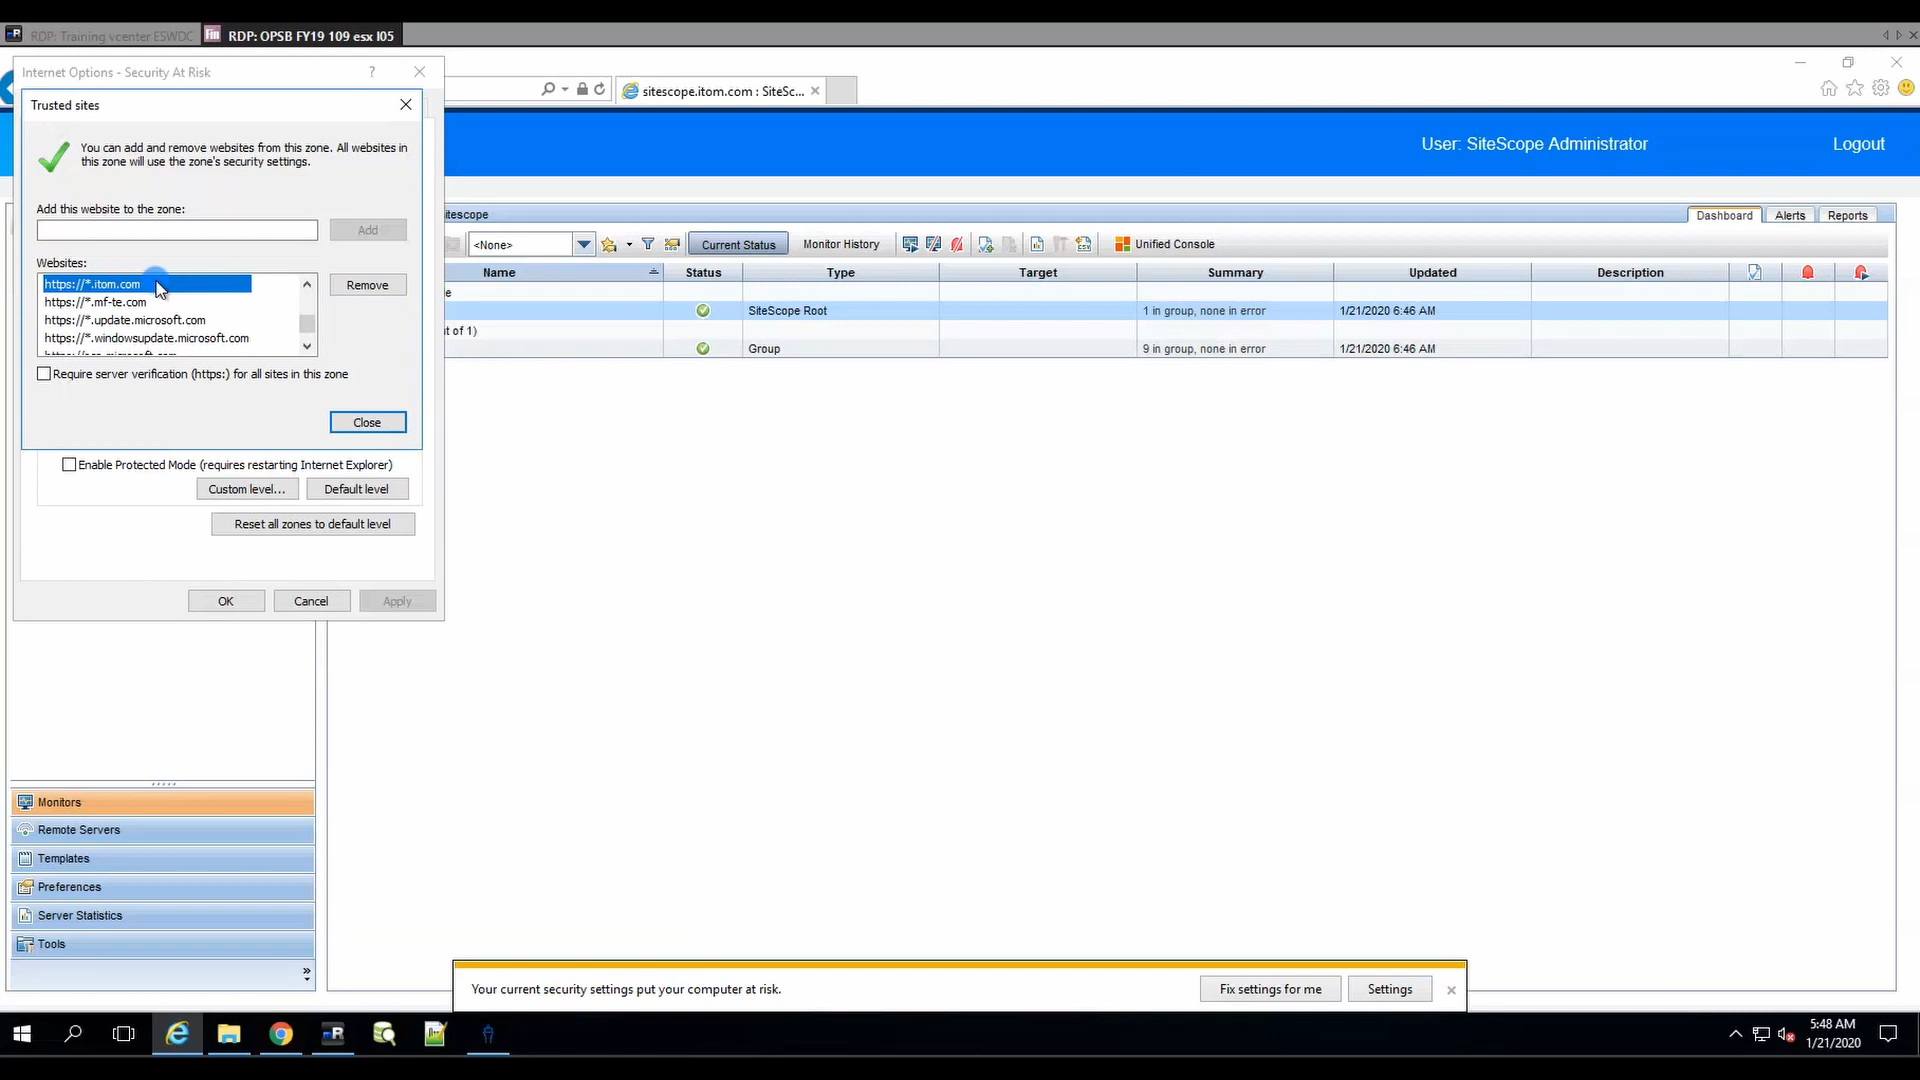 RDP: Training vcenter ESWDC
RDP: OPSB FY19 109 esx I05
Internet Options - Security At Risk
?
sitescope.itom.com : SiteSc...
Trusted sites
You can add and remove websites from this zone. All websites in
this zone will use the zone's security settings.
User: SiteScope Administrator
Logout
Add this website to the zone:
Add
itescope
Dashboard
Alerts
Reports
<None>
Current Status
Monitor History
Unified Console
Websites:
https://*.itom.com
https://*.mf-te.com
https://*.update.microsoft.com
https://*.windowsupdate.microsoft.com
Remove
Name
Status
Type
Target
Summary
Updated
Description
e
SiteScope Root
1 in group, none in error
1/21/2020 6:46 AM
t of 1)
Group
9 in group, none in error
1/21/2020 6:46 AM
Require server verification (https:) for all sites in this zone
Close
Enable Protected Mode (requires restarting Internet Explorer)
Custom level...
Default level
Reset all zones to default level
OK
Cancel
Apply
Monitors
Remote Servers
Templates
Preferences
Server Statistics
Tools
Your current security settings put your computer at risk.
Fix settings for me
Settings
5:48 AM
1/21/2020